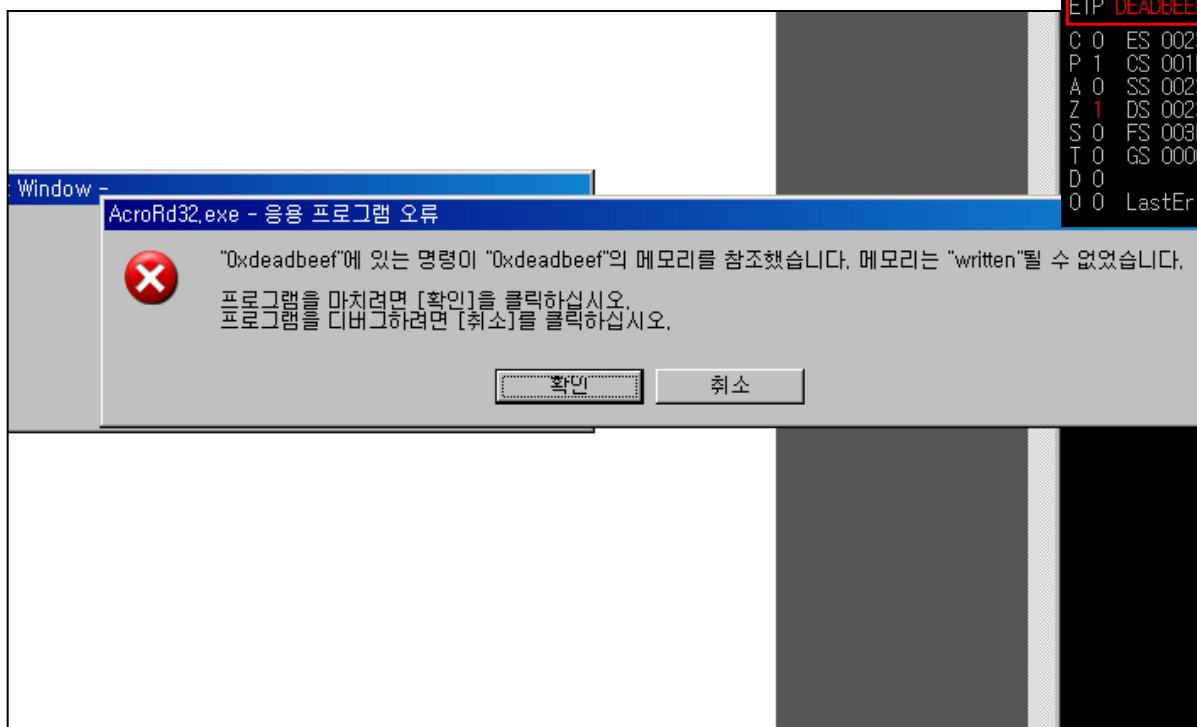 EIP DEADBEE
C 0 ES 002
P 1 CS 001
A 0 SS 002
Z 1 DS 002
S 0 FS 003
T 0 GS 000
D 0
O 0 LastEr
Window -
AcroRd32.exe - 응용 프로그램 오류
"0xdeadbeef"에 있는 명령이 "0xdeadbeef"의 메모리를 참조했습니다. 메모리는 "written"될 수 없었습니다.
프로그램을 마치려면 [확인]을 클릭하십시오.
프로그램을 디버그하려면 [취소]를 클릭하십시오.
확인
취소